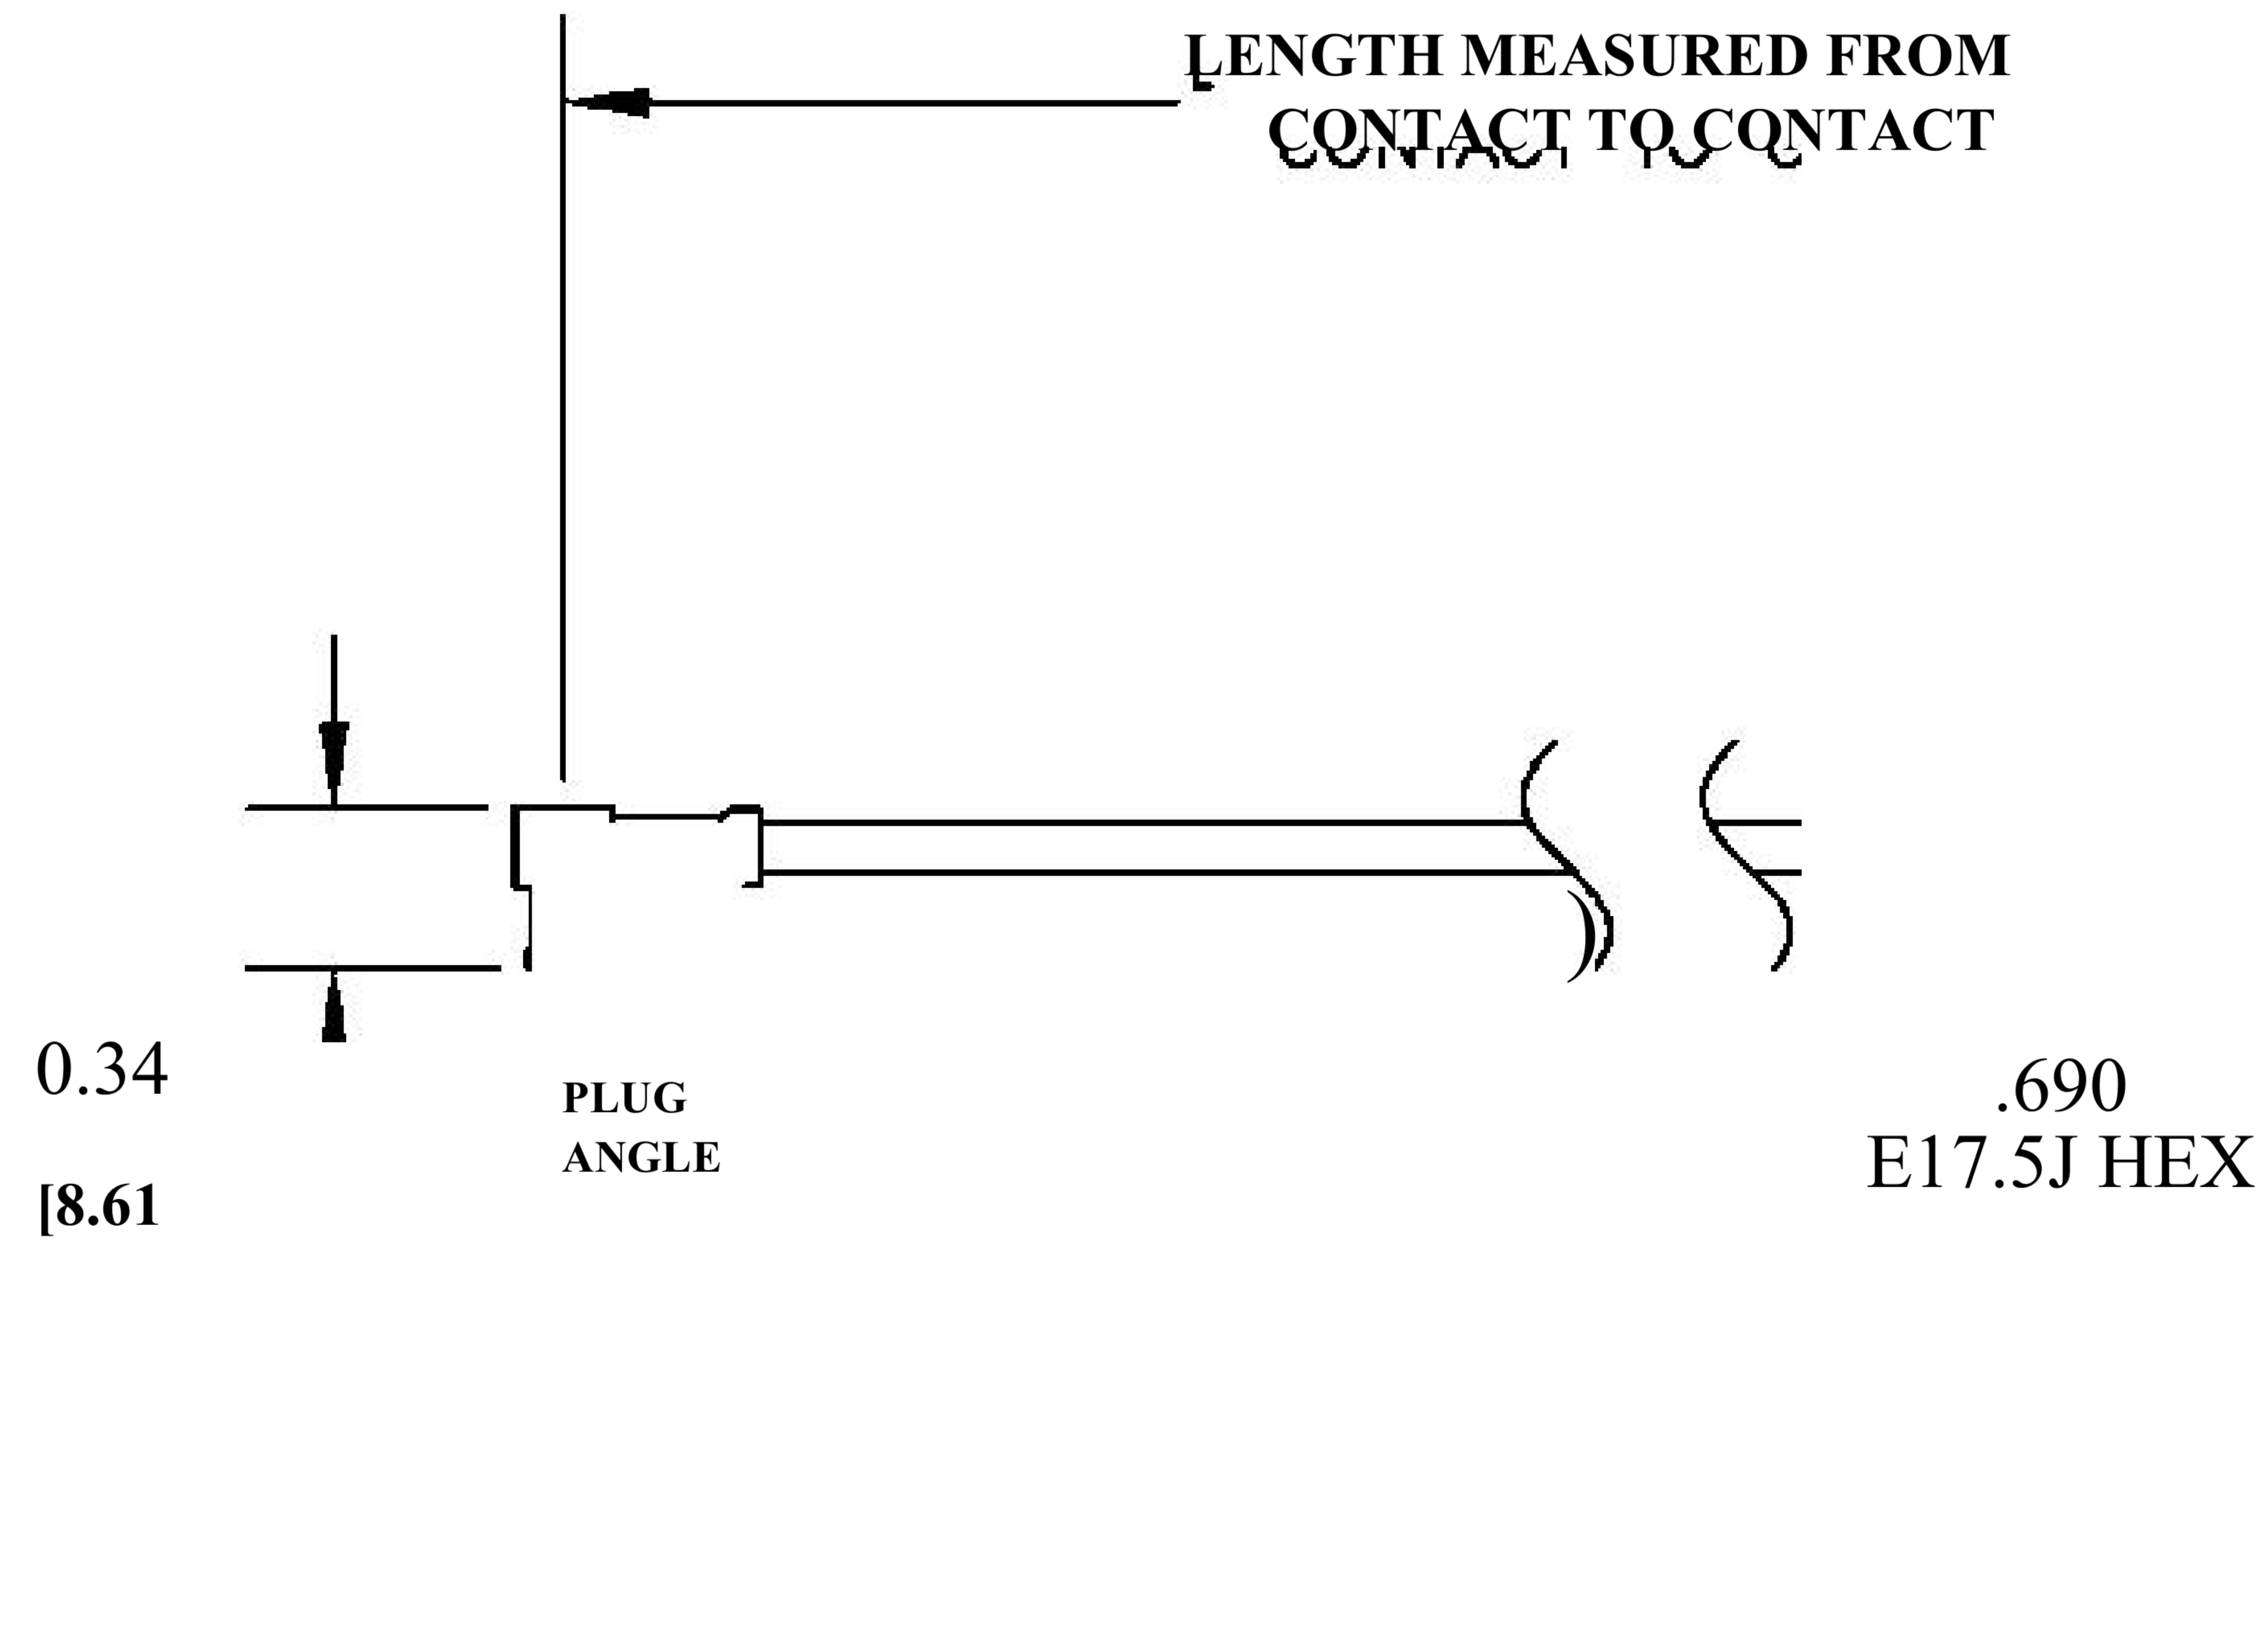 LENGTH MEASURED FROM
CONTACT TO CONTACT
)
0.34
PLUG
ANGLE
[8.61
.690
E17.5J HEX